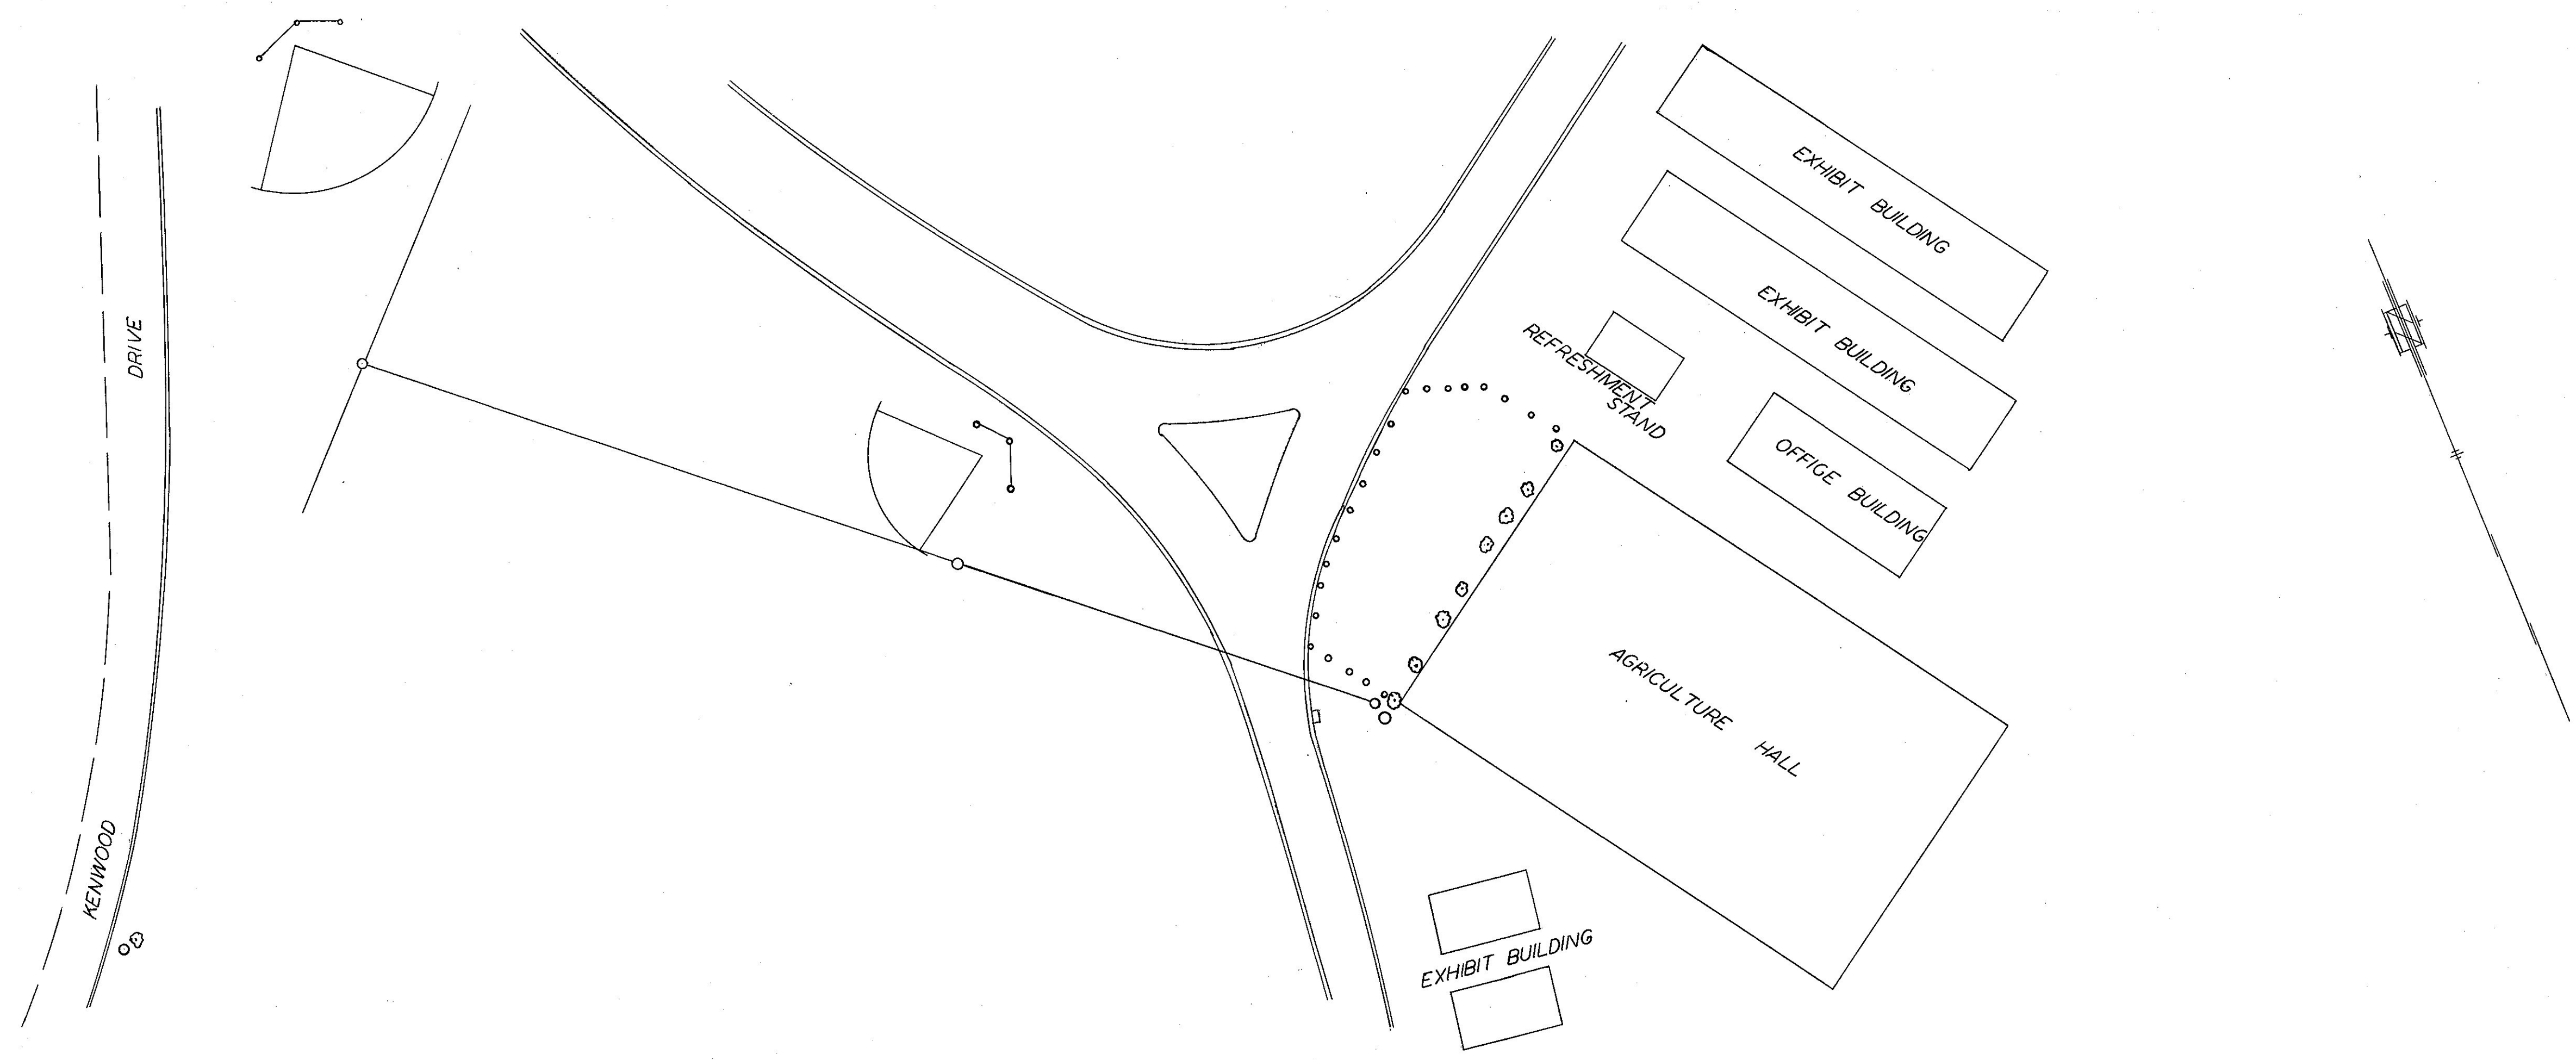 KENWOOD DRIVE
EXHIBIT BUILDING
EXHIBIT BUILDING
REFRESHMENT
STAND
OFFICE BUILDING
AGRICULTURE HALL
EXHIBIT BUILDING
N